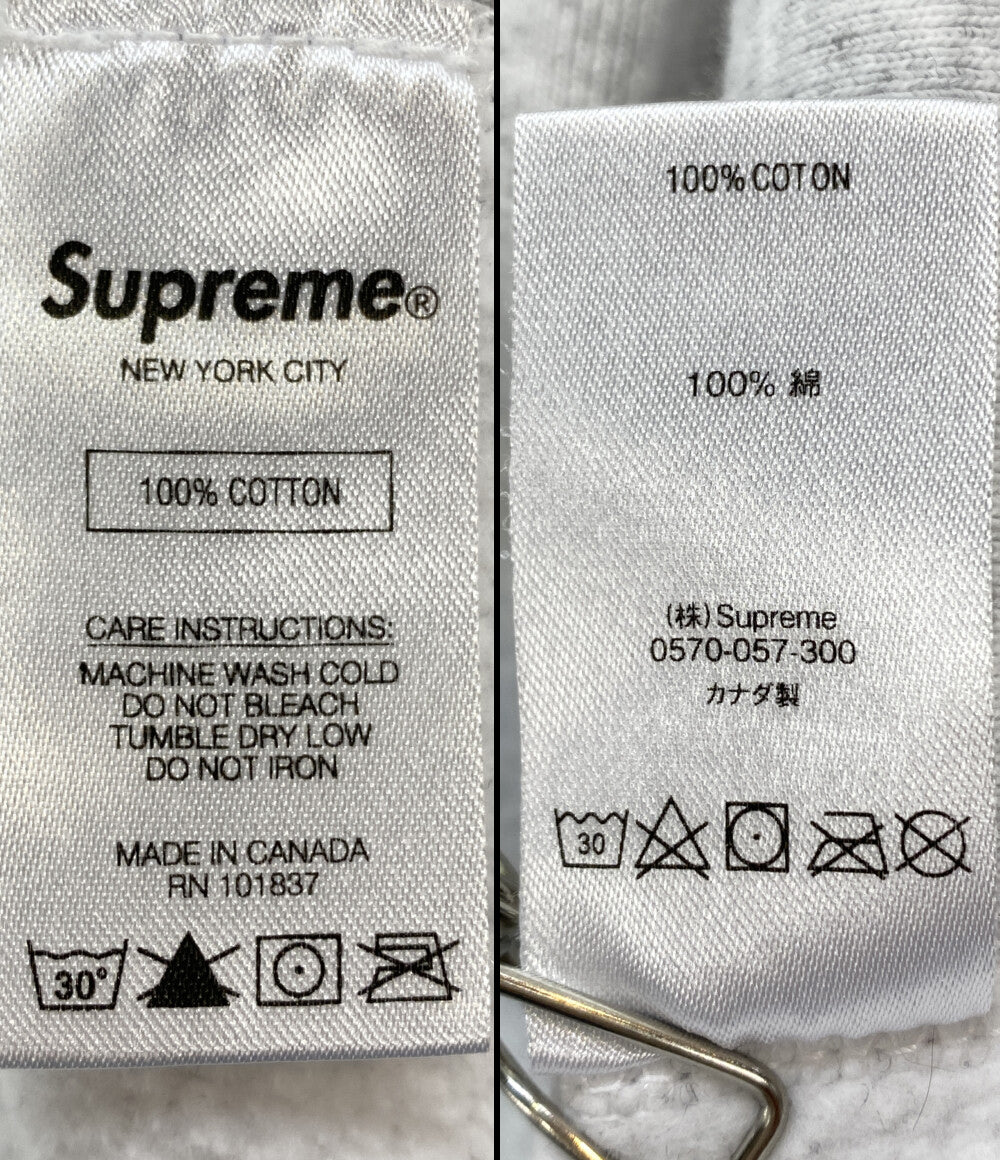 Supreme®
NEW YORK CITY
100% COTTON
CARE INSTRUCTIONS:
MACHINE WASH COLD
DO NOT BLEACH
TUMBLE DRY LOW
DO NOT IRON
MADE IN CANADA
RN 101837
30°
100% COTON
100% 綿
(株)Supreme
0570-057-300
カナダ製
30